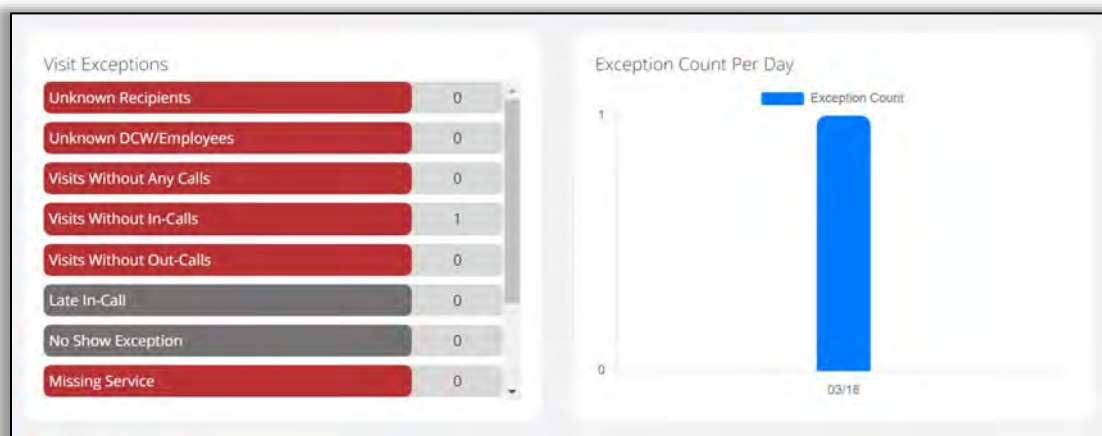 Visit Exceptions
Unknown Recipients 0
Unknown DCW/Employees 0
Visits Without Any Calls 0
Visits Without In-Calls 1
Visits Without Out-Calls 0
Late In-Call 0
No Show Exception 0
Missing Service 0
Exception Count Per Day
Exception Count
1
0
03/18